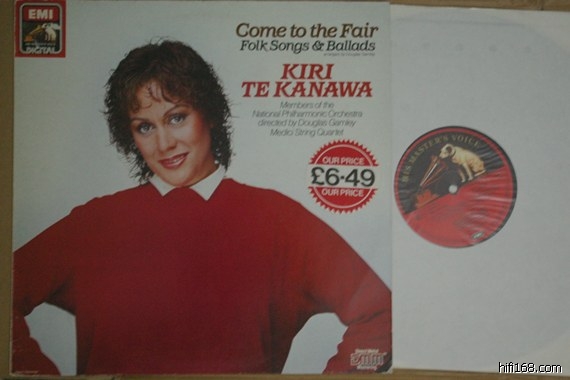 EMI
DIGITAL
Come to the Fair
Folk Songs & Ballads
KIRI
TE KANAWA
Members of the
National Philharmonic Orchestra
directed by Douglas Gamley
Medici String Quartet
OUR PRICE
£6·49
OUR PRICE
HIS MASTER'S VOICE
hifi168.com